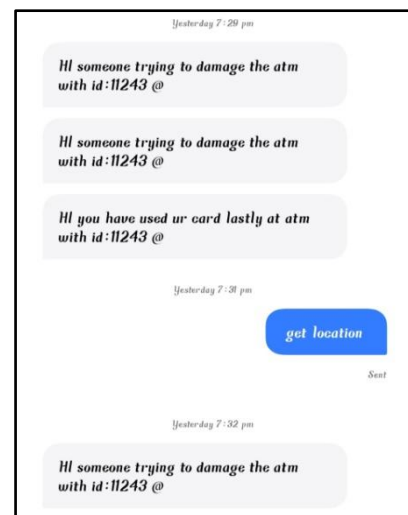 Yesterday 7:29 pm
HI someone trying to damage the atm
with id:11243 @
HI someone trying to damage the atm
with id:11243 @
HI you have used ur card lastly at atm
with id:11243 @
Yesterday 7:31 pm
get location
Sent
Yesterday 7:32 pm
HI someone trying to damage the atm
with id:11243 @